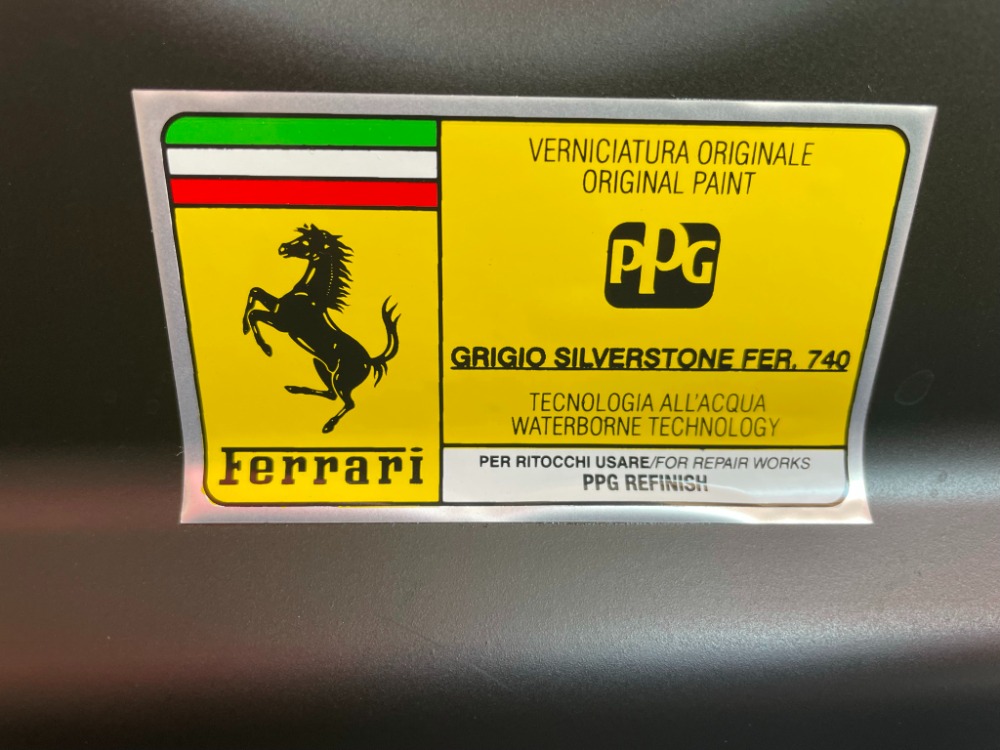 VERNICIATURA ORIGINALE
ORIGINAL PAINT
PPG
GRIGIO SILVERSTONE FER. 740
TECNOLOGIA ALL'ACQUA
WATERBORNE TECHNOLOGY
Ferrari
PER RITOCCHI USARE/FOR REPAIR WORKS
PPG REFINISH